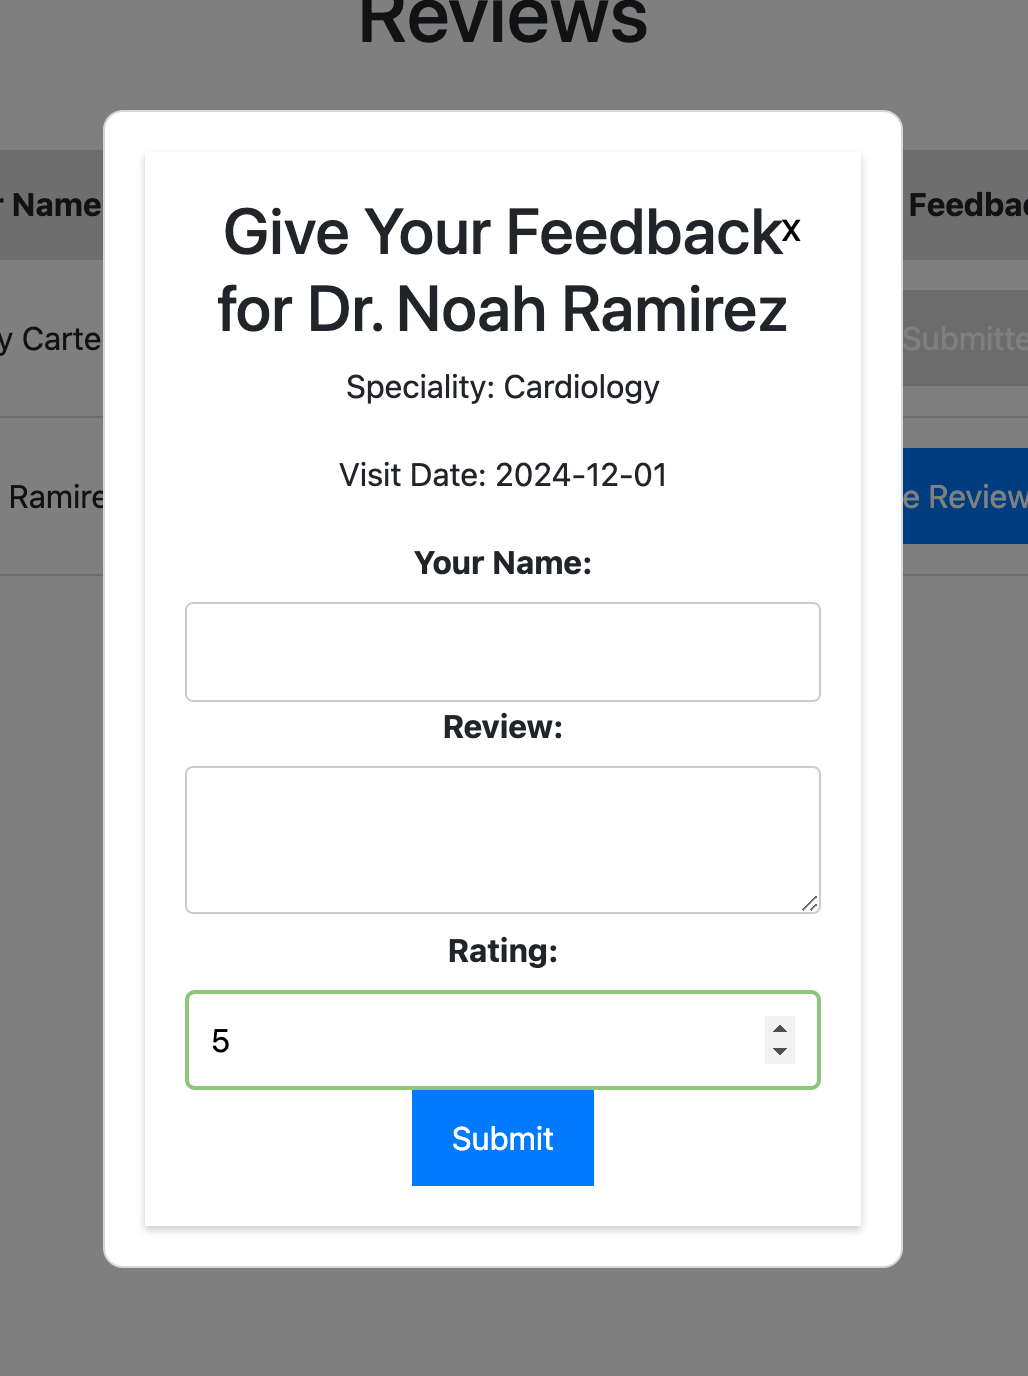 Reviews
Name
Feedbac
Give Your Feedback x
for Dr. Noah Ramirez
y Carte
Submitte
Speciality: Cardiology
Visit Date: 2024-12-01
Ramire
e Review
Your Name:
Review:
Rating:
5
Submit